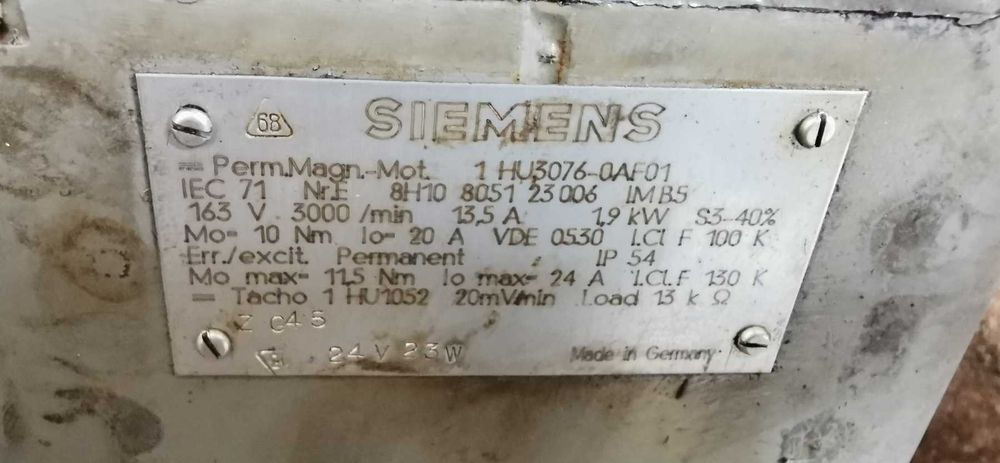 68 SIEMENS
= Perm.Magn.-Mot. 1 HU3076-0AF01
IEC 71 Nr.E 8H10 8051 23 006 IM B5
163 V 3000 /min 13,5 A 1,9 kW S3-40%
Mo= 10 Nm Io= 20 A VDE 0530 I.Cl F 100 K
Err./excit. Permanent IP 54
Mo max= 11,5 Nm Io max= 24 A I.Cl.F 130 K
= Tacho 1 HU1052 20mV/min Load 13 k Ω
Z G45
24 V 23 W Made in Germany